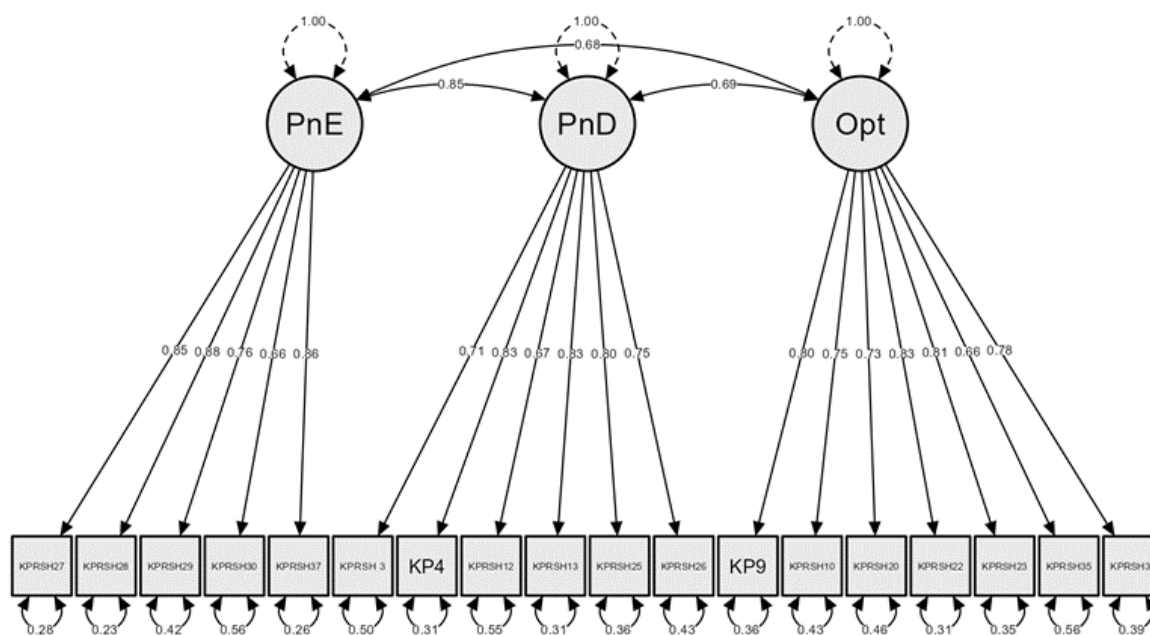 1.00 1.00 1.00
0.68
0.85 0.69
PnE PnD Opt
0.85 0.88 0.76 0.66 0.86 0.71 0.83 0.67 0.83 0.80 0.75 0.80 0.75 0.73 0.83 0.81 0.66 0.78
KPRSH27 KPRSH28 KPRSH29 KPRSH30 KPRSH37 KPRSH 3 KP4 KPRSH12 KPRSH13 KPRSH25 KPRSH26 KP9 KPRSH10 KPRSH20 KPRSH22 KPRSH23 KPRSH35 KPRSH3
0.28 0.23 0.42 0.56 0.26 0.50 0.31 0.55 0.31 0.36 0.43 0.36 0.43 0.46 0.31 0.35 0.56 0.39